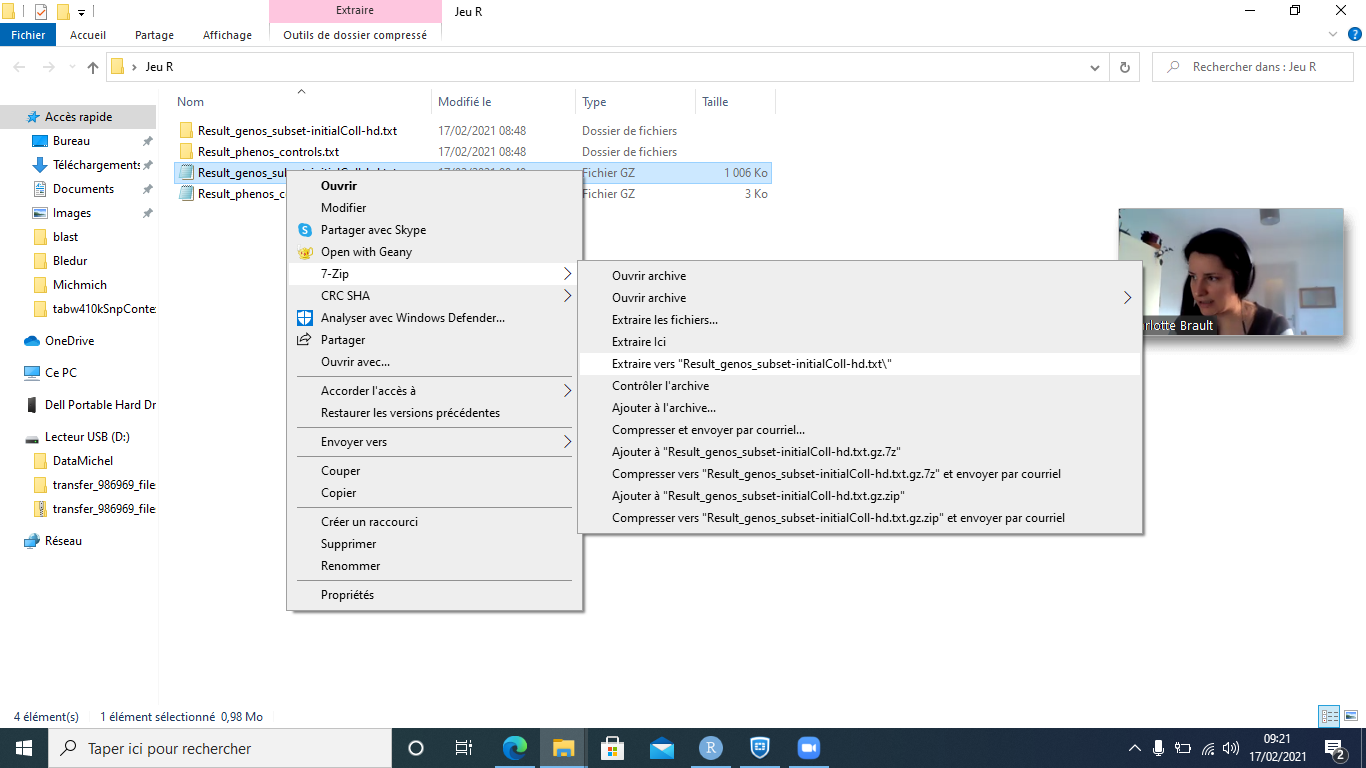 Extraire
Jeu R
Fichier
Accueil
Partage
Affichage
Outils de dossier compressé
Jeu R
Rechercher dans : Jeu R
Nom
Modifié le
Type
Taille
Accès rapide
Bureau
Téléchargements
Documents
Images
blast
Bledur
Michmich
tabw410kSnpConte
OneDrive
Ce PC
Dell Portable Hard Dr
Lecteur USB (D:)
DataMichel
transfer_986969_file
transfer_986969_file
Réseau
Result_genos_subset-initialColl-hd.txt 17/02/2021 08:48 Dossier de fichiers
Result_phenos_controls.txt 17/02/2021 08:48 Dossier de fichiers
Fichier GZ 1 006 Ko
Result_phenos_c Fichier GZ 3 Ko
Ouvrir
Modifier
Partager avec Skype
Open with Geany
7-Zip
CRC SHA
Analyser avec Windows Defender...
Partager
Ouvrir avec...
Accorder l'accès à
Restaurer les versions précédentes
Envoyer vers
Couper
Copier
Créer un raccourci
Supprimer
Renommer
Propriétés
Ouvrir archive
Ouvrir archive
Extraire les fichiers...
Extraire Ici
Extraire vers "Result_genos_subset-initialColl-hd.txt\"
Contrôler l'archive
Ajouter à l'archive...
Compresser et envoyer par courriel...
Ajouter à "Result_genos_subset-initialColl-hd.txt.gz.7z"
Compresser vers "Result_genos_subset-initialColl-hd.txt.gz.7z" et envoyer par courriel
Ajouter à "Result_genos_subset-initialColl-hd.txt.gz.zip"
Compresser vers "Result_genos_subset-initialColl-hd.txt.gz.zip" et envoyer par courriel
rlotte Brault
4 élément(s) 1 élément sélectionné 0,98 Mo
Taper ici pour rechercher
R
09:21
17/02/2021
2